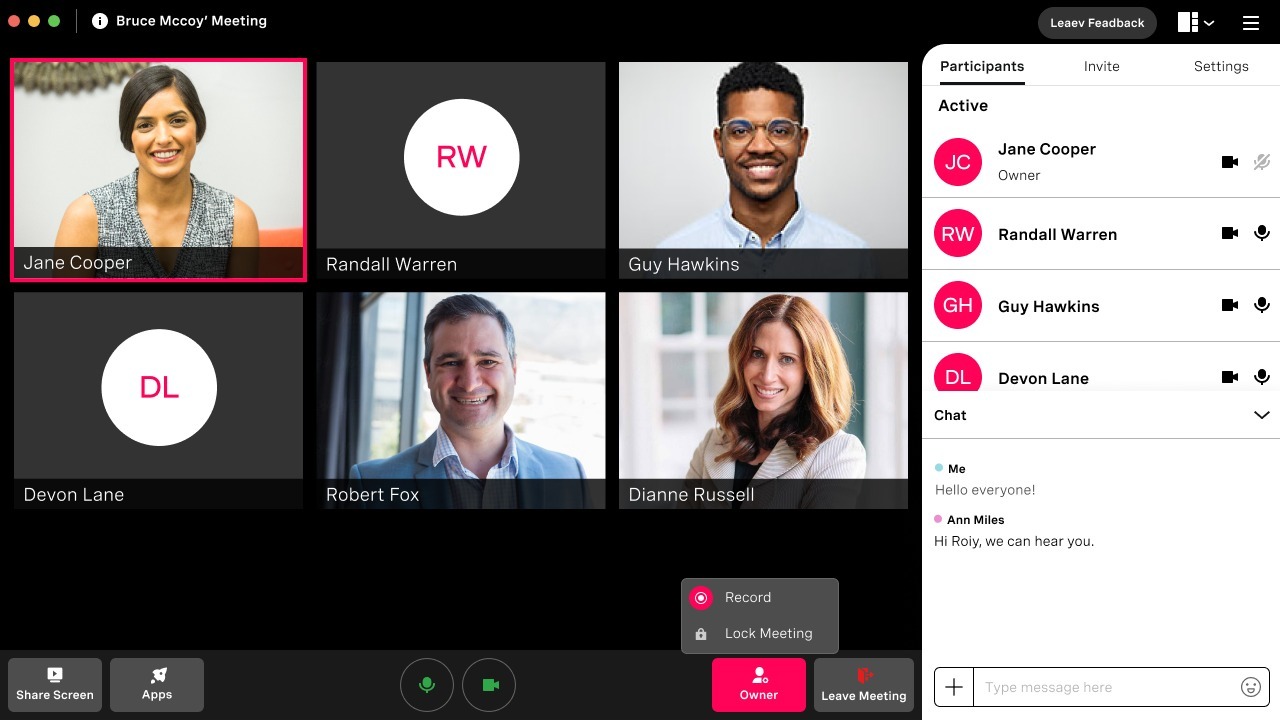 Bruce Mccoy’ Meeting
Leaev Feadback
Jane Cooper
RW
Randall Warren
Guy Hawkins
DL
Devon Lane
Robert Fox
Dianne Russell
Record
Lock Meeting
Share Screen
Apps
Owner
Leave Meeting
Participants
Invite
Settings
Active
JC
Jane Cooper
Owner
RW
Randall Warren
GH
Guy Hawkins
DL
Devon Lane
Chat
Me
Hello everyone!
Ann Miles
Hi Roiy, we can hear you.
Type message here